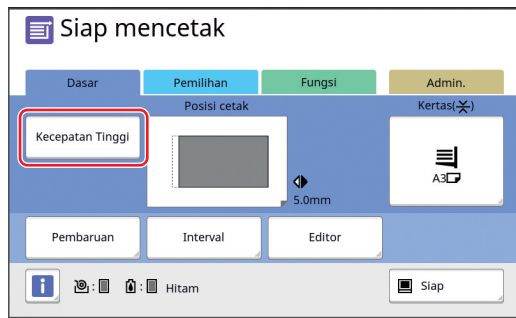 Siap mencetak
Dasar
Pemilihan
Fungsi
Admin.
Posisi cetak
Kertas()
Kecepatan Tinggi
5.0mm
A3
Pembaruan
Interval
Editor
i
: : Hitam
Siap